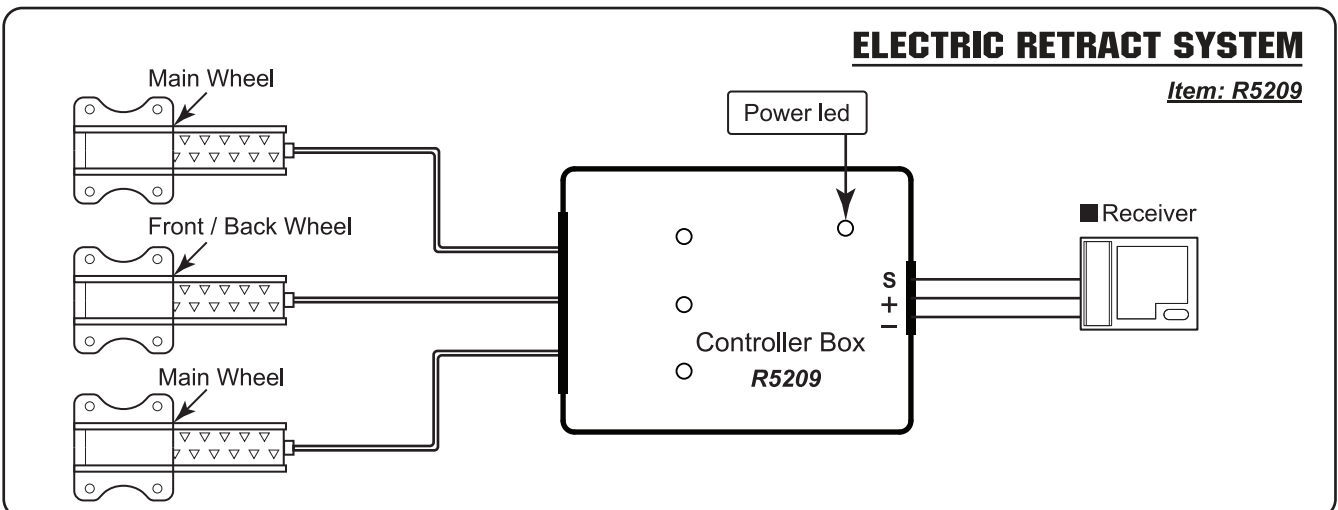 ELECTRIC RETRACT SYSTEM
Item: R5209
Main Wheel
Power led
Front / Back Wheel
■Receiver
S
+
−
Controller Box
R5209
Main Wheel